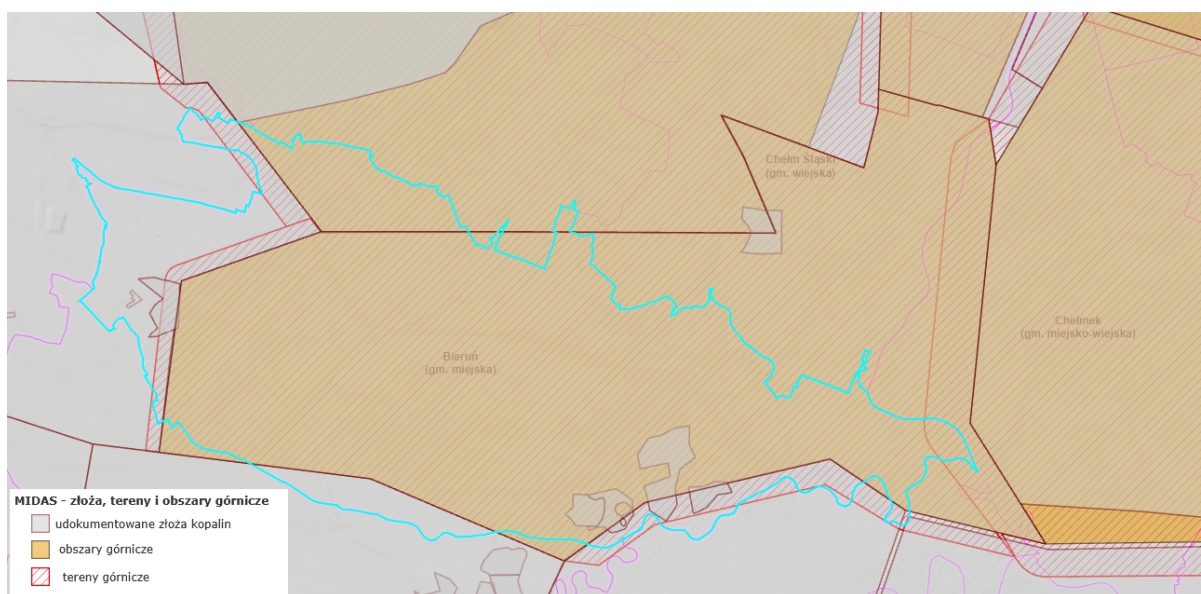 Chełm Śląski
(gm. wiejska)
Chełmek
(gm. miejsko-wiejska)
Bieruń
(gm. miejska)
MIDAS - złoża, tereny i obszary górnicze
udokumentowane złoża kopalin
obszary górnicze
tereny górnicze